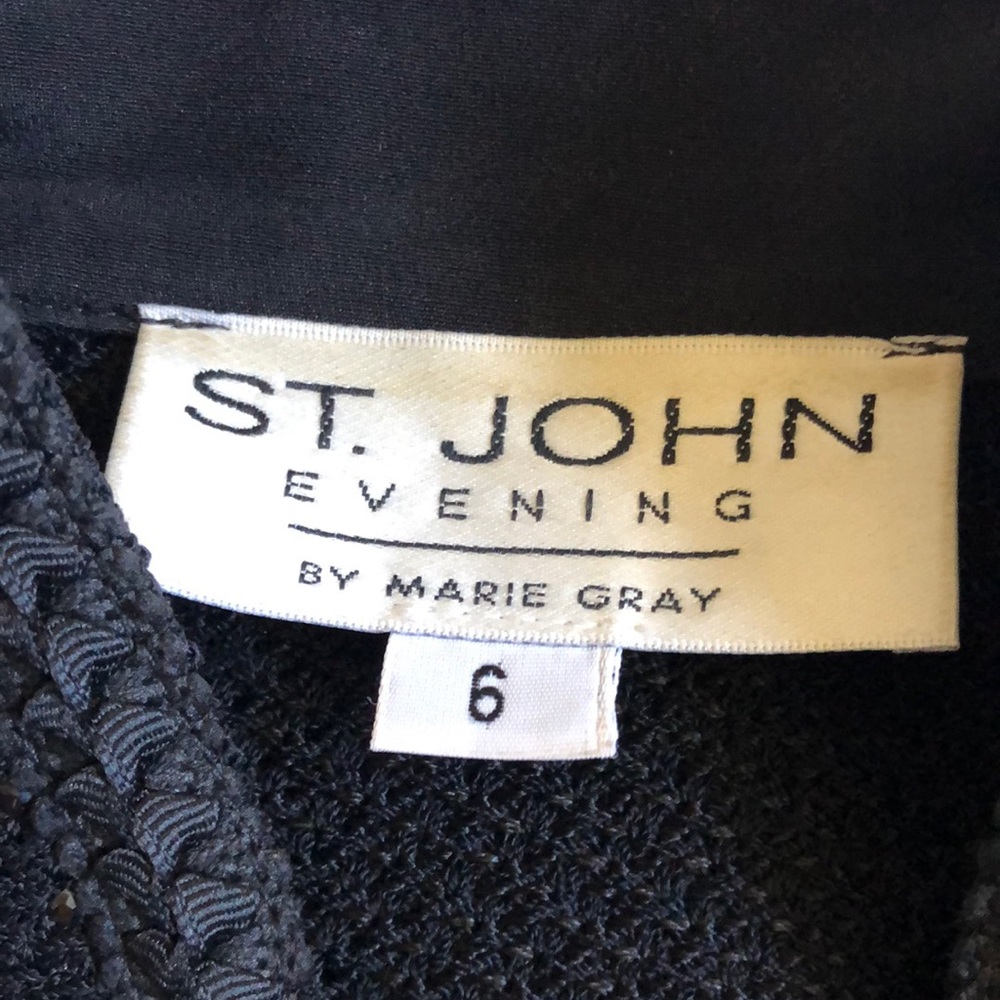 ST. JOHN
EVENING
BY MARIE GRAY
6